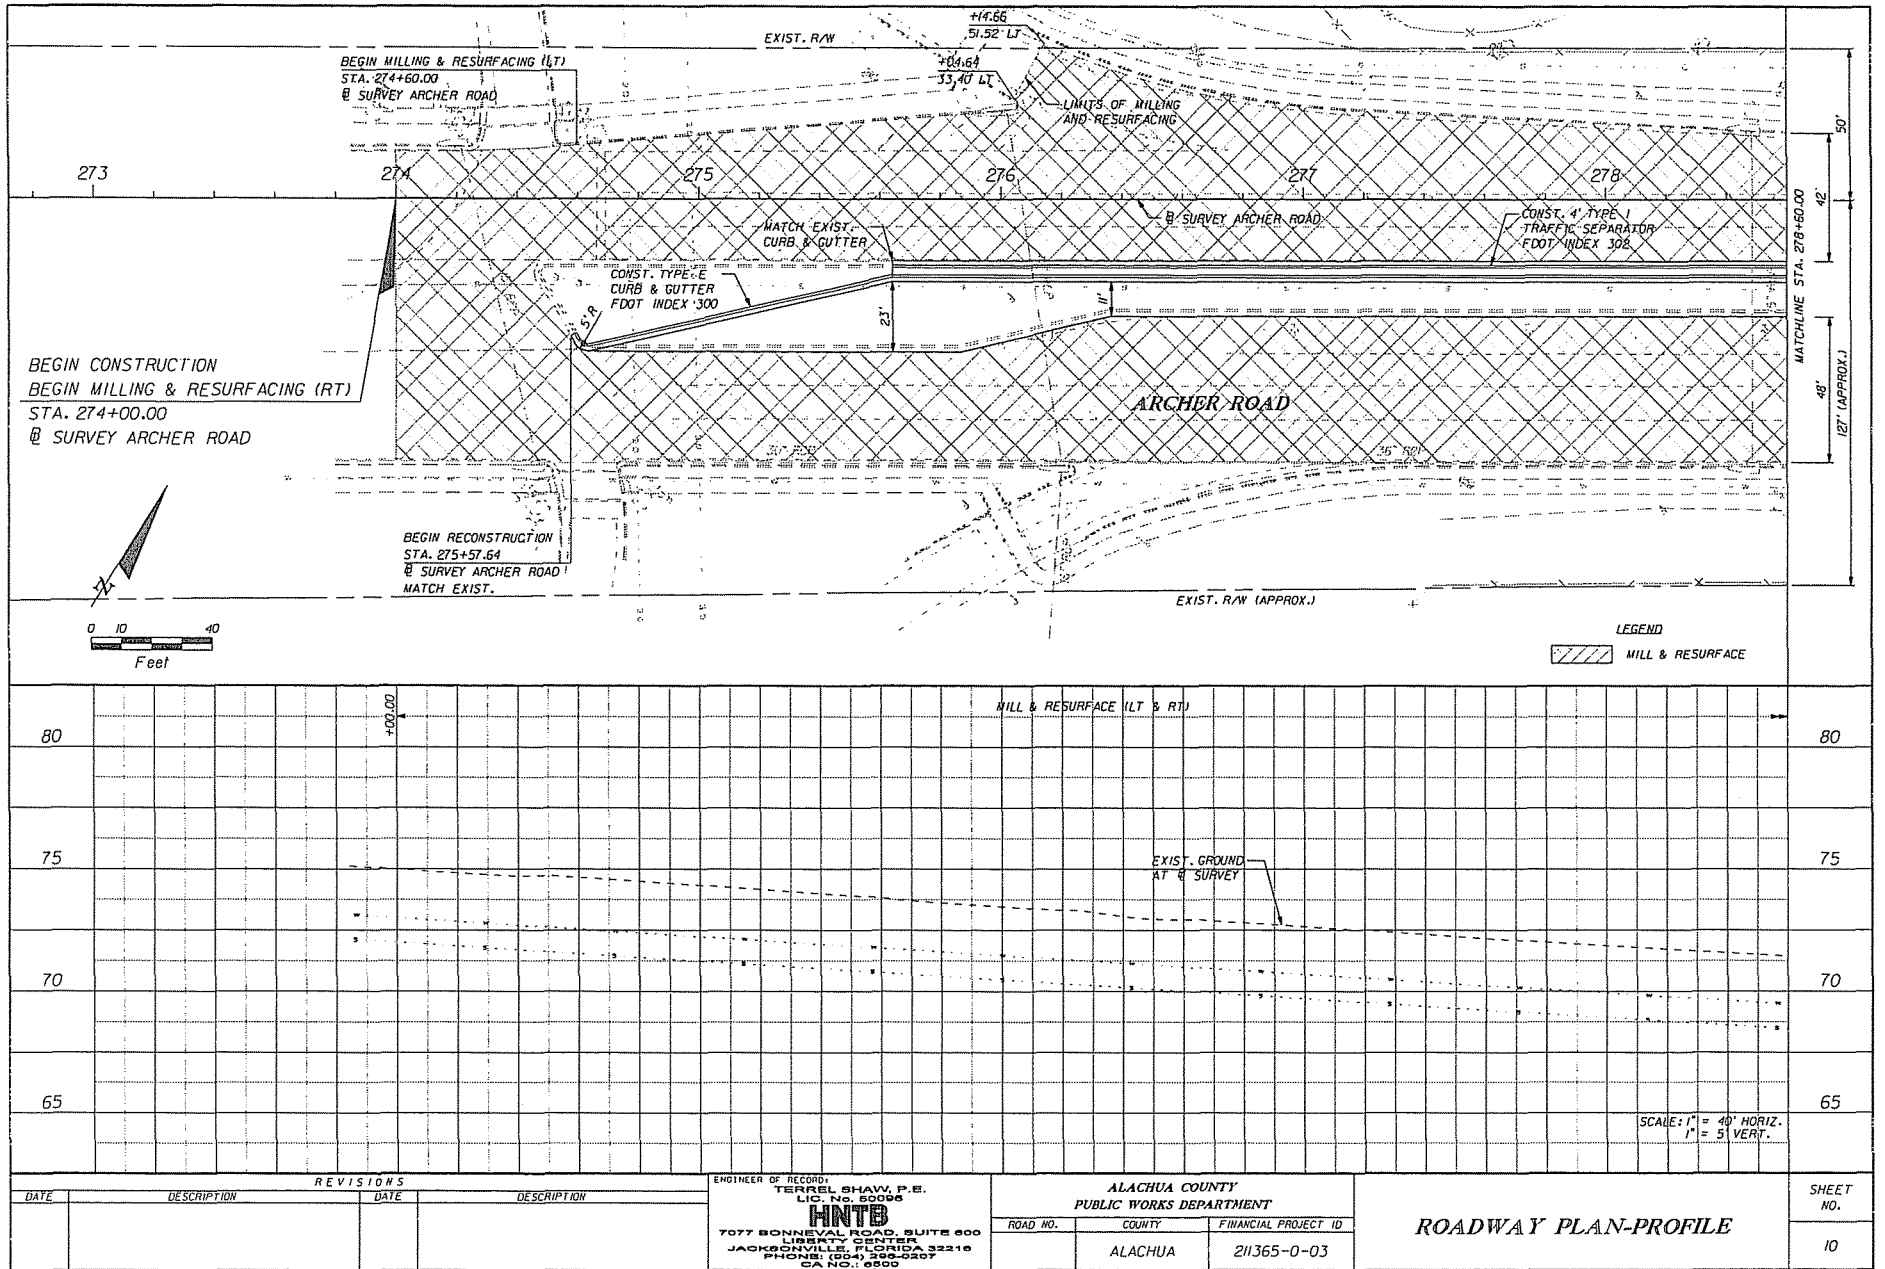 +14.66
51.52' LT
EXIST. R/W
BEGIN MILLING & RESURFACING (LT)
STA. 274+60.00
℄ SURVEY ARCHER ROAD
+04.64
33.40' LT
LIMITS OF MILLING
AND RESURFACING
50'
273
274
275
276
277
278
42'
℄ SURVEY ARCHER ROAD
CONST. 4' TYPE I
TRAFFIC SEPARATOR
FDOT INDEX 302
MATCH EXIST.
CURB & GUTTER
CONST. TYPE E
CURB & GUTTER
FDOT INDEX 300
5' R
23'
11'
MATCHLINE STA. 278+60.00
BEGIN CONSTRUCTION
BEGIN MILLING & RESURFACING (RT)
STA. 274+00.00
℄ SURVEY ARCHER ROAD
ARCHER ROAD
48'
127' (APPROX.)
BEGIN RECONSTRUCTION
STA. 275+57.64
℄ SURVEY ARCHER ROAD
MATCH EXIST.
EXIST. R/W (APPROX.)
N
0 10 40
Feet
LEGEND
MILL & RESURFACE
+00.00
MILL & RESURFACE (LT & RT)
80 80
75 75
EXIST. GROUND
AT ℄ SURVEY
70 70
65 65
SCALE: 1" = 40' HORIZ.
1" = 5' VERT.
REVISIONS
DATE DESCRIPTION DATE DESCRIPTION
ENGINEER OF RECORD:
TERREL SHAW, P.E.
LIC. No. 50096
HNTB
7077 BONNEVAL ROAD, SUITE 600
LIBERTY CENTER
JACKSONVILLE, FLORIDA 32216
PHONE: (904) 296-0207
CA NO.: 6500
ALACHUA COUNTY
PUBLIC WORKS DEPARTMENT
ROAD NO. COUNTY FINANCIAL PROJECT ID
ALACHUA 211365-0-03
ROADWAY PLAN-PROFILE
SHEET
NO.
10